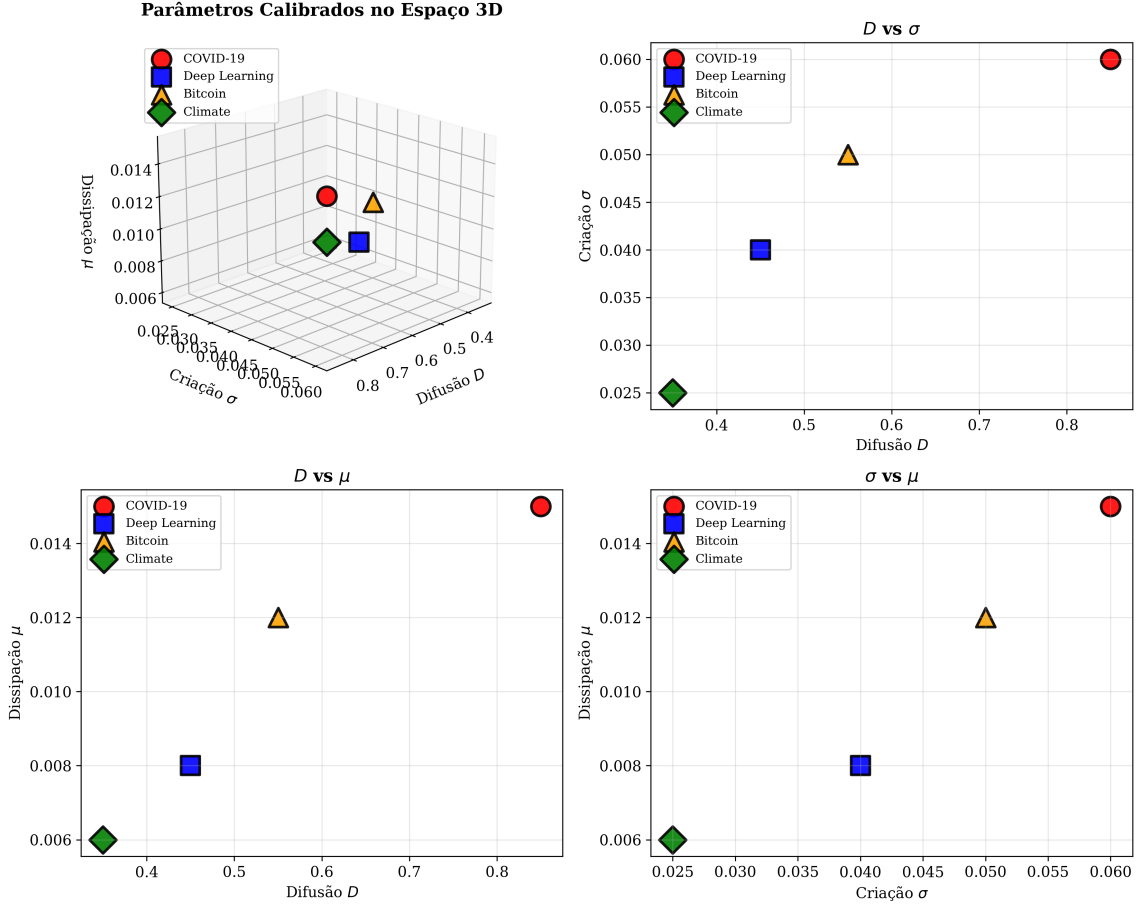 Parâmetros Calibrados no Espaço 3D
COVID-19
Deep Learning
Bitcoin
Climate
0.014
0.012
0.010
0.008
0.006
Dissipação μ
0.025
0.030
0.035
0.040
0.045
0.050
0.055
0.060
Criação σ
0.8
0.7
0.6
0.5
0.4
Difusão D
D vs σ
COVID-19
Deep Learning
Bitcoin
Climate
0.060
0.055
0.050
0.045
0.040
0.035
0.030
0.025
Criação σ
0.4 0.5 0.6 0.7 0.8
Difusão D
D vs μ
COVID-19
Deep Learning
Bitcoin
Climate
0.014
0.012
0.010
0.008
0.006
Dissipação μ
0.4 0.5 0.6 0.7 0.8
Difusão D
σ vs μ
COVID-19
Deep Learning
Bitcoin
Climate
0.014
0.012
0.010
0.008
0.006
Dissipação μ
0.025 0.030 0.035 0.040 0.045 0.050 0.055 0.060
Criação σ